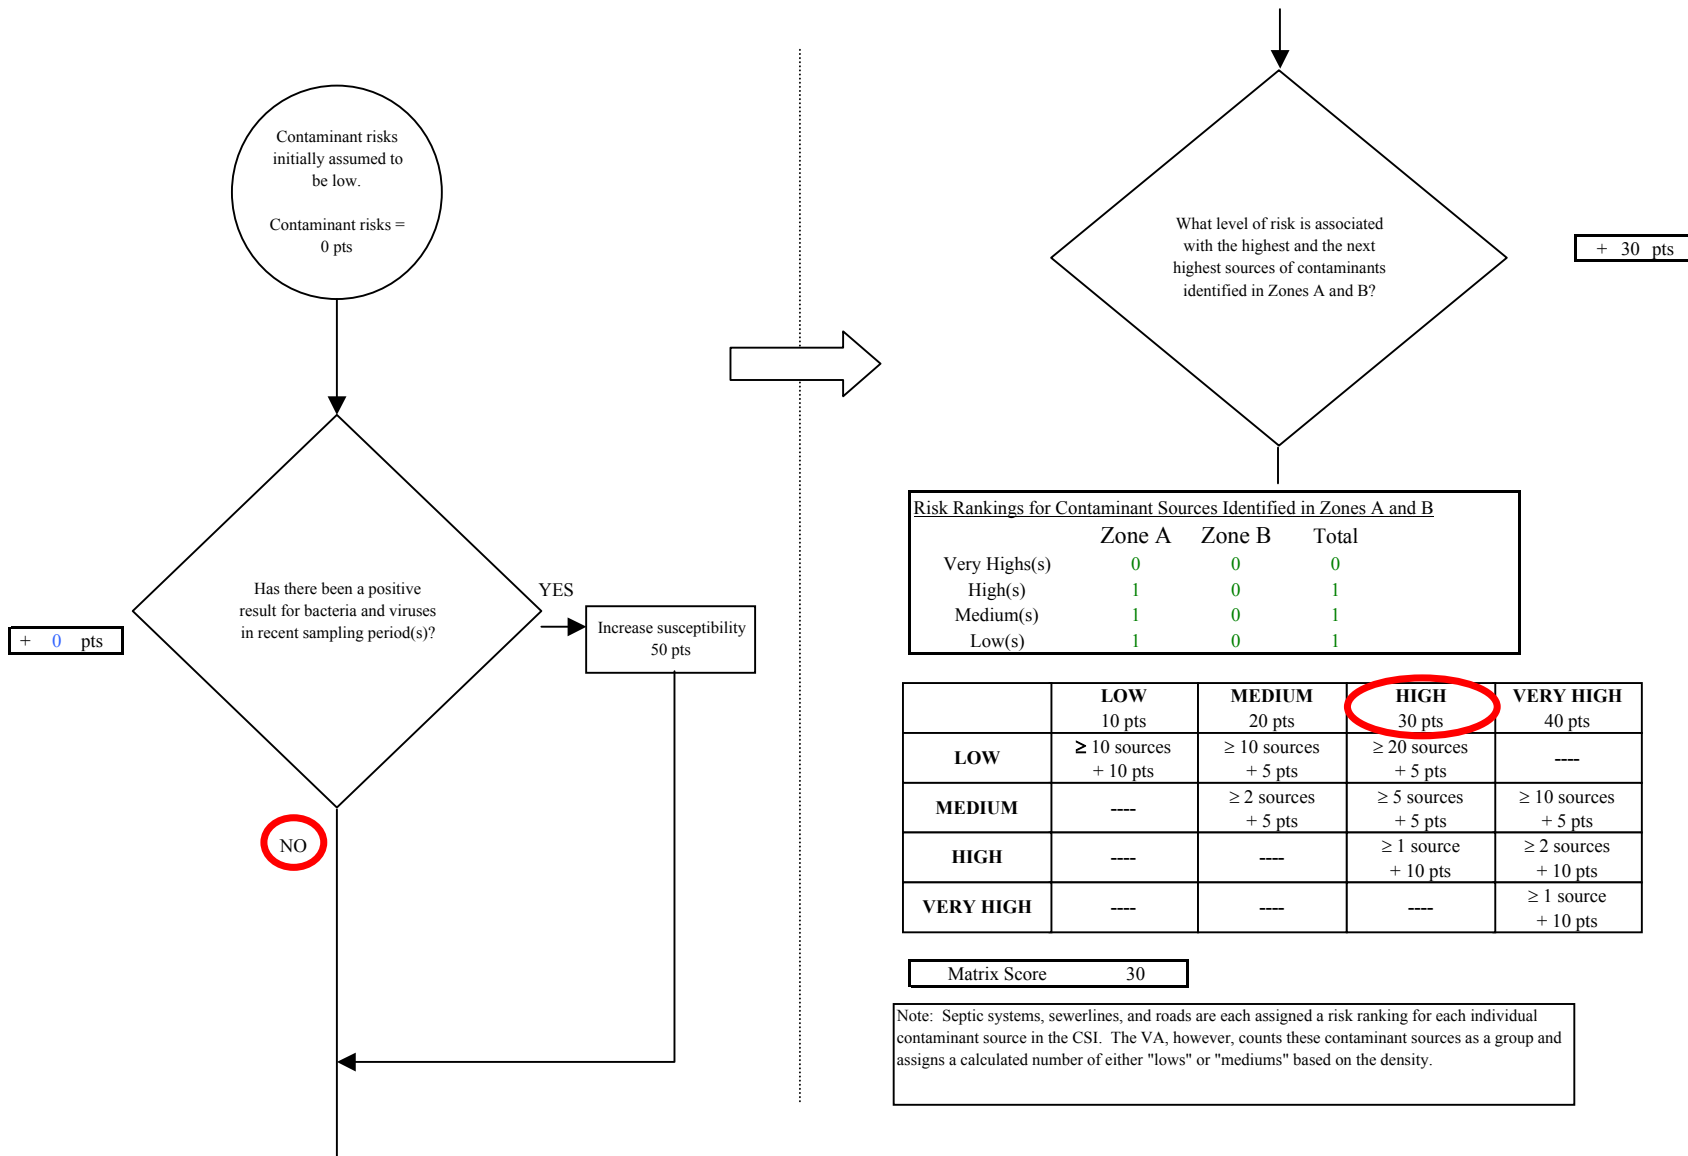 Contaminant risks
initially assumed to
be low.
Contaminant risks =
0 pts
Has there been a positive
result for bacteria and viruses
in recent sampling period(s)?
YES
+ 0 pts
Increase susceptibility
50 pts
NO
What level of risk is associated
with the highest and the next
highest sources of contaminants
identified in Zones A and B?
+ 30 pts
Risk Rankings for Contaminant Sources Identified in Zones A and B
Zone A Zone B Total
Very Highs(s) 0 0 0
High(s) 1 0 1
Medium(s) 1 0 1
Low(s) 1 0 1
LOW MEDIUM HIGH VERY HIGH
10 pts 20 pts 30 pts 40 pts
LOW ≥ 10 sources + 10 pts ≥ 10 sources + 5 pts ≥ 20 sources + 5 pts ----
MEDIUM ---- ≥ 2 sources + 5 pts ≥ 5 sources + 5 pts ≥ 10 sources + 5 pts
HIGH ---- ---- ≥ 1 source + 10 pts ≥ 2 sources + 10 pts
VERY HIGH ---- ---- ---- ≥ 1 source + 10 pts
Matrix Score 30
Note: Septic systems, sewerlines, and roads are each assigned a risk ranking for each individual
contaminant source in the CSI. The VA, however, counts these contaminant sources as a group and
assigns a calculated number of either "lows" or "mediums" based on the density.